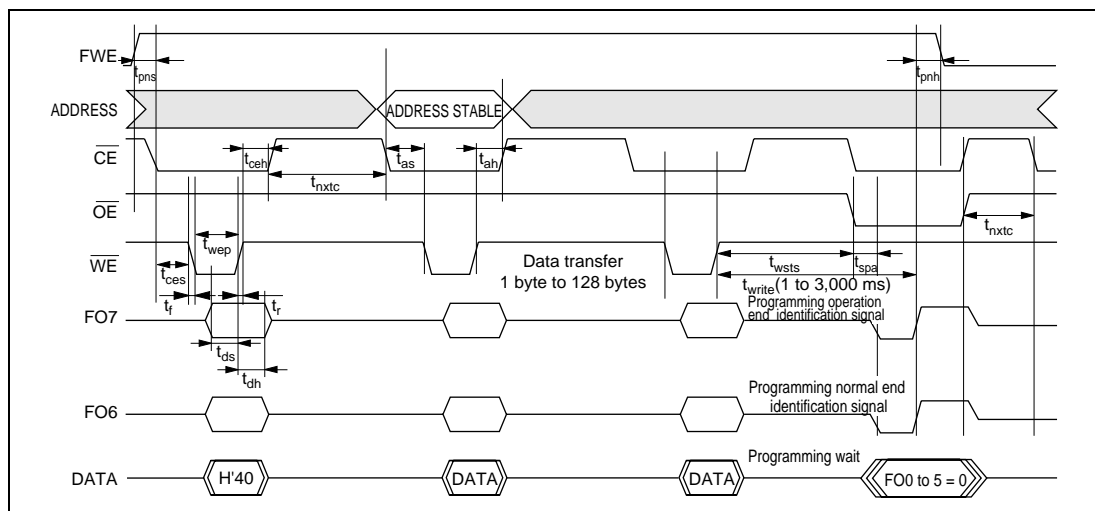 FWE
tpns
tpnh
ADDRESS
ADDRESS STABLE
CE
tceh
tas
tah
tnxtc
OE
tnxtc
twep
WE
Data transfer
1 byte to 128 bytes
tces
twsts
tspa
twrite(1 to 3,000 ms)
tf
tr
Programming operation
end identification signal
FO7
tds
tdh
Programming normal end
identification signal
FO6
Programming wait
DATA
H'40
DATA
DATA
FO0 to 5 = 0